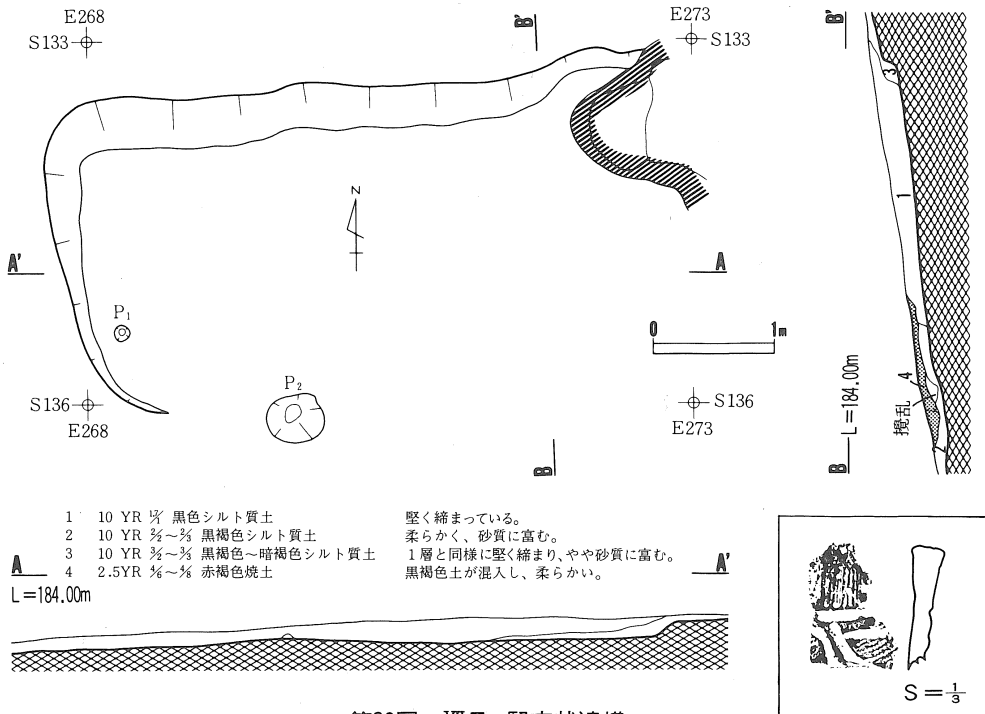 E268
S133
B'
E273
S133
B'
3
1
N
A'
A
P₁
0 1m
P₂
4
2
攪乱
L=184.00m
B
S136
E268
S136
E273
B
1 10 YR 1.7/1 黒色シルト質土 堅く締まっている。
2 10 YR 2/2～2/3 黒褐色シルト質土 柔らかく、砂質に富む。
3 10 YR 3/2～3/3 黒褐色～暗褐色シルト質土 1層と同様に堅く締まり、やや砂質に富む。
4 2.5YR 4/6～4/8 赤褐色焼土 黒褐色土が混入し、柔らかい。
A
A'
L=184.00m
S=1/3